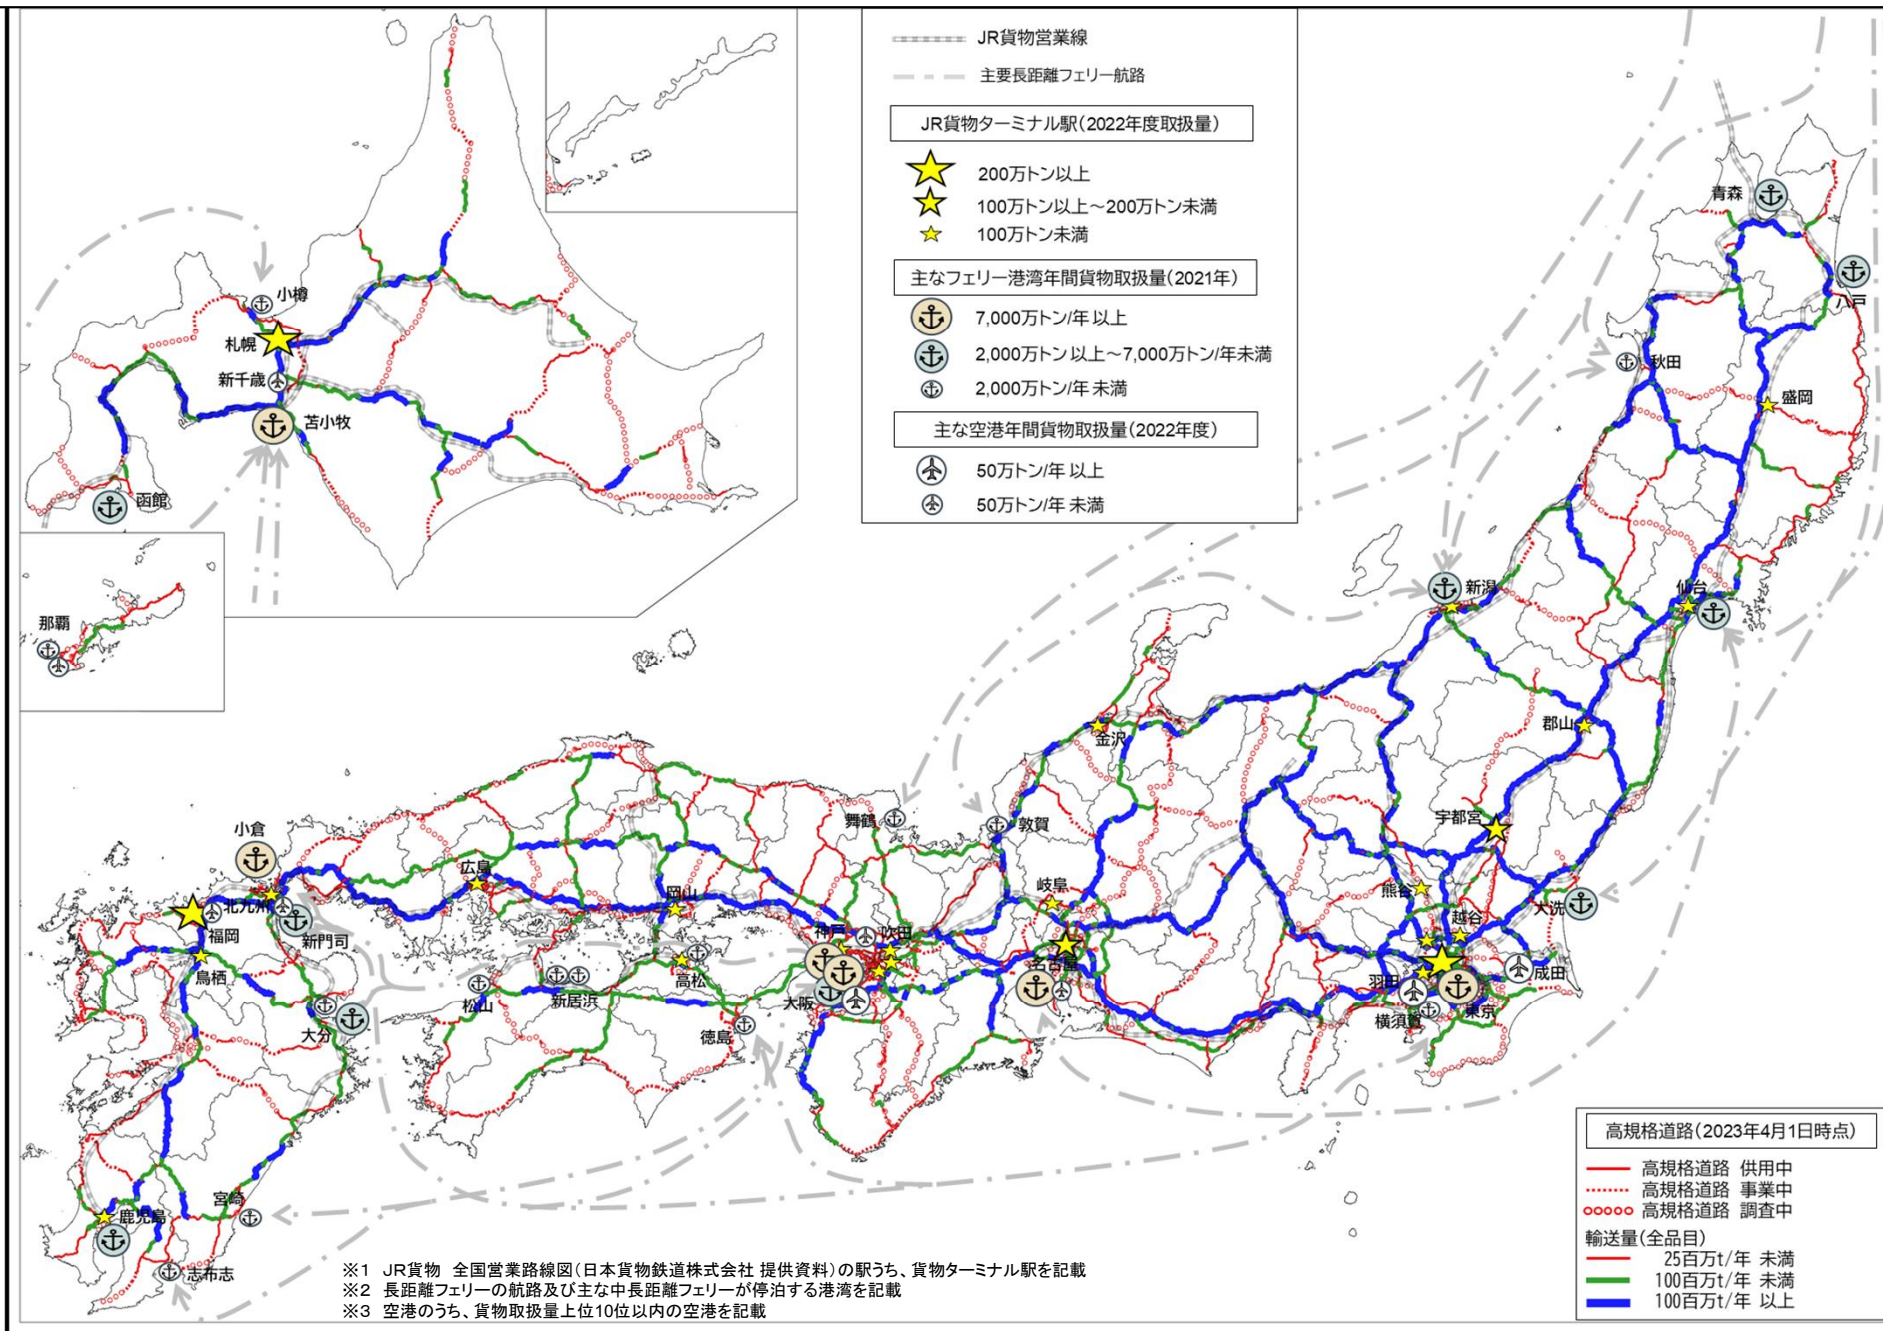 JR貨物営業線
主要長距離フェリー航路
JR貨物ターミナル駅(2022年度取扱量)
200万トン以上
100万トン以上~200万トン未満
100万トン未満
主なフェリー港湾年間貨物取扱量(2021年)
7,000万トン/年 以上
2,000万トン 以上~7,000万トン/年未満
2,000万トン/年 未満
主な空港年間貨物取扱量(2022年度)
50万トン/年 以上
50万トン/年 未満
小樽
札幌
新千歳
苫小牧
函館
那覇
青森
八戸
秋田
盛岡
新潟
仙台
郡山
金沢
宇都宮
舞鶴
敦賀
小倉
広島
岡山
岐阜
熊谷
越谷
大洗
北九州
福岡
新門司
鳥栖
神戸
吹田
名古屋
高松
羽田
成田
松山
新居浜
大阪
横須賀
東京
大分
徳島
宮崎
鹿児島
志布志
※1 JR貨物 全国営業路線図(日本貨物鉄道株式会社 提供資料)の駅うち、貨物ターミナル駅を記載
※2 長距離フェリーの航路及び主な中長距離フェリーが停泊する港湾を記載
※3 空港のうち、貨物取扱量上位10位以内の空港を記載
高規格道路(2023年4月1日時点)
高規格道路 供用中
高規格道路 事業中
高規格道路 調査中
輸送量(全品目)
25百万t/年 未満
100百万t/年 未満
100百万t/年 以上